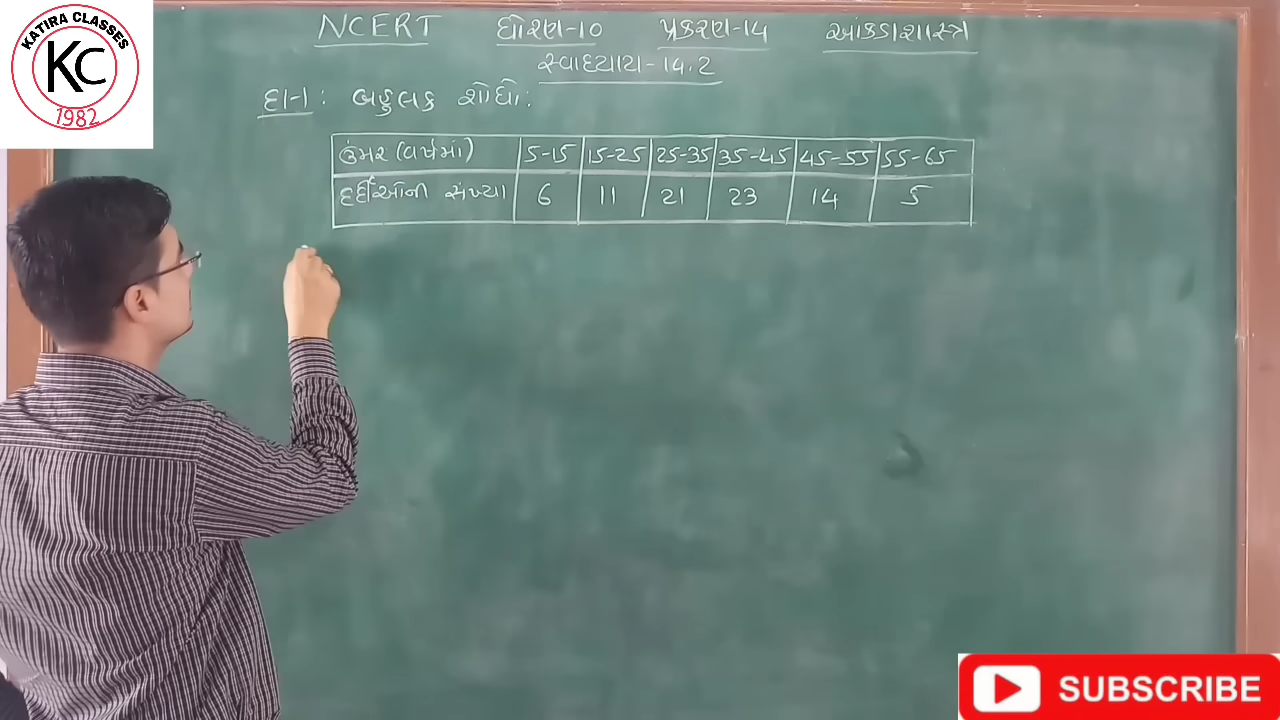 KATIRA CLASSES
KC
1982
NCERT ધોરણ-10 પ્રકરણ-14 આંકડાશાસ્ત્ર
સ્વાધ્યાય-14.2
દા-1 : બહુલક શોધો:
ઉંમર (વર્ષમાં) 5-15 15-25 25-35 35-45 45-55 55-65
દર્દીઓની સંખ્યા 6 11 21 23 14 5
SUBSCRIBE